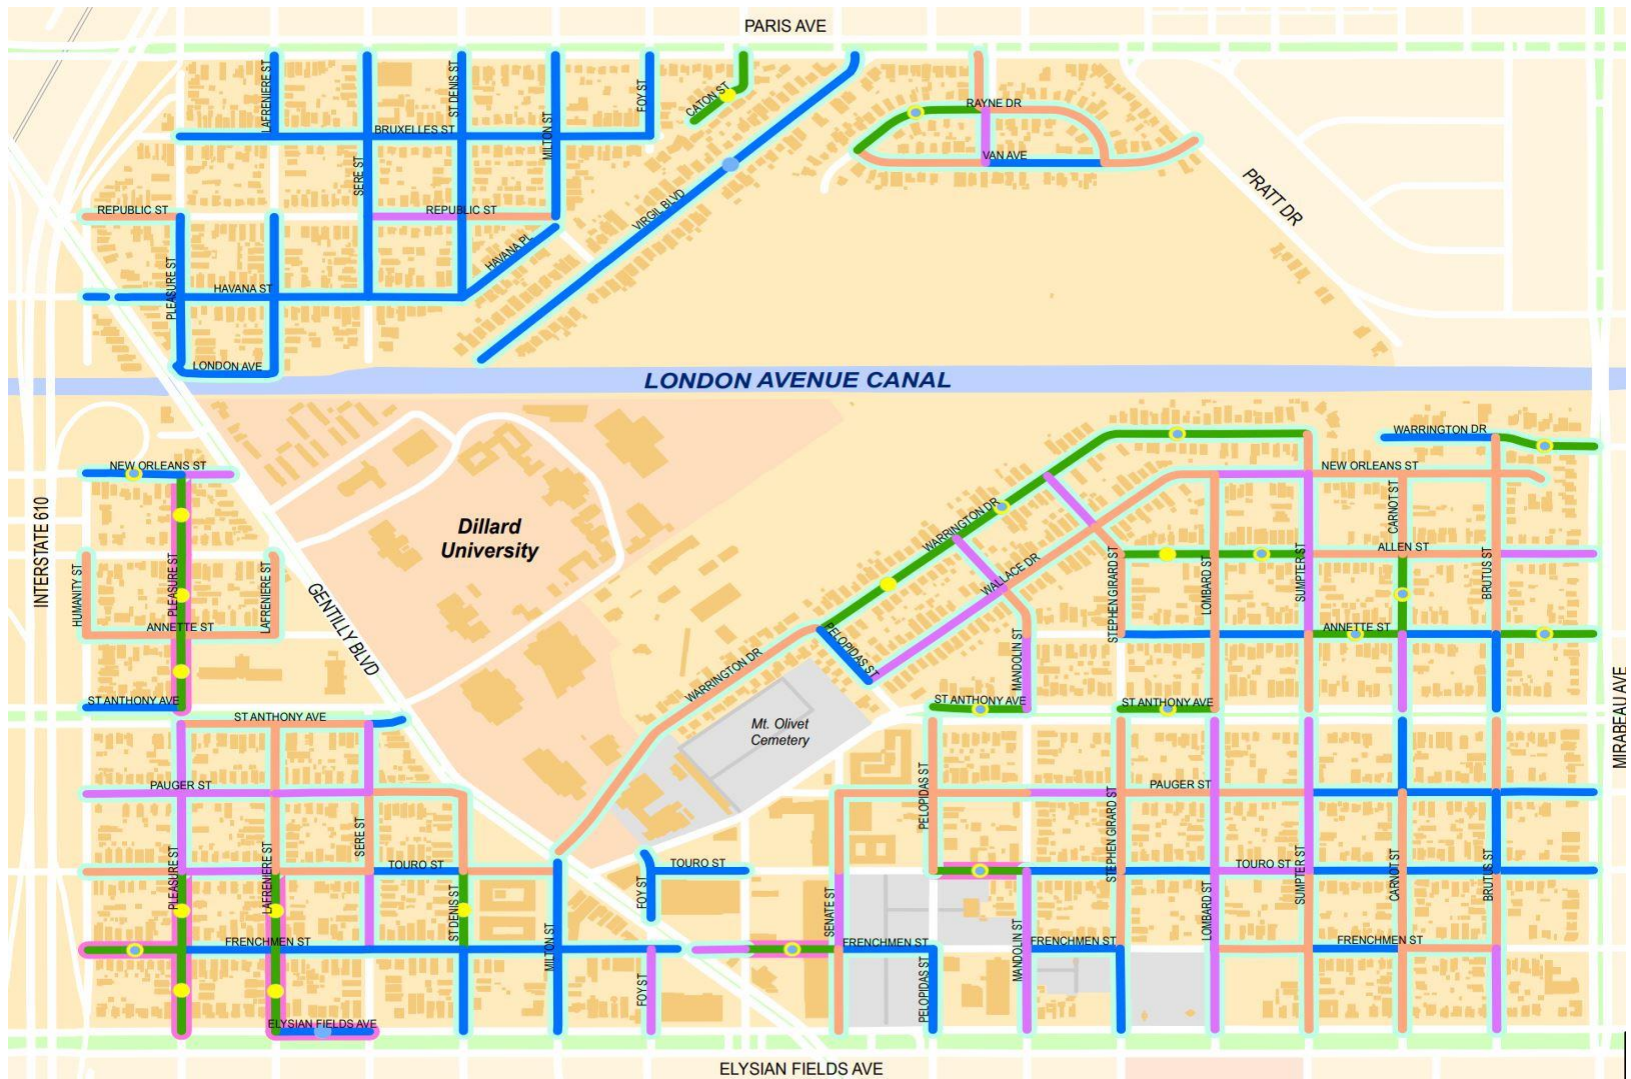 PARIS AVE
LAFRENIERE ST
ST DENIS ST
FOY ST
CATON ST
RAYNE DR
BRUXELLES ST
MILTON ST
SERE ST
VAN AVE
PRATT DR
REPUBLIC ST
REPUBLIC ST
VIRGIL BLVD
HAVANA PL
PLEASURE ST
HAVANA ST
LONDON AVE
LONDON AVENUE CANAL
WARRINGTON DR
NEW ORLEANS ST
NEW ORLEANS ST
INTERSTATE 610
Dillard
University
CARNOT ST
WARRINGTON DR
ALLEN ST
HUMANITY ST
PLEASURE ST
LAFRENIERE ST
GENTILLY BLVD
WALLACE DR
STEPHEN GIRARD ST
LOMBARD ST
SUMPTER ST
BRUTUS ST
ANNETTE ST
ANNETTE ST
PELOPIDAS ST
WARRINGTON DR
MANDOLIN ST
ST ANTHONY AVE
ST ANTHONY AVE
ST ANTHONY AVE
ST ANTHONY AVE
MIRABEAU AVE
Mt. Olivet
Cemetery
PAUGER ST
PAUGER ST
PELOPIDAS ST
STEPHEN GIRARD ST
SERE ST
PLEASURE ST
LAFRENIERE ST
TOURO ST
TOURO ST
TOURO ST
SUMPTER ST
CARNOT ST
BRUTUS ST
ST DENIS ST
FOY ST
SENATE ST
LOMBARD ST
FRENCHMEN ST
MILTON ST
FRENCHMEN ST
MANDOLIN ST
FRENCHMEN ST
FRENCHMEN ST
FOY ST
PELOPIDAS ST
ELYSIAN FIELDS AVE
ELYSIAN FIELDS AVE